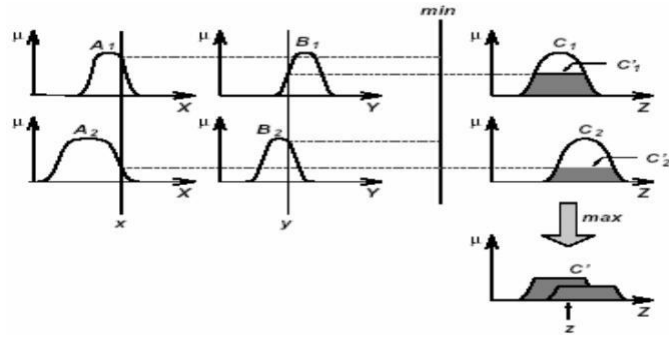 min
μ A₁ μ B₁ μ C₁ C'₁
X Y Z
μ A₂ μ B₂ μ C₂ C'₂
X Y Z
x y
max
μ C'
Z
z